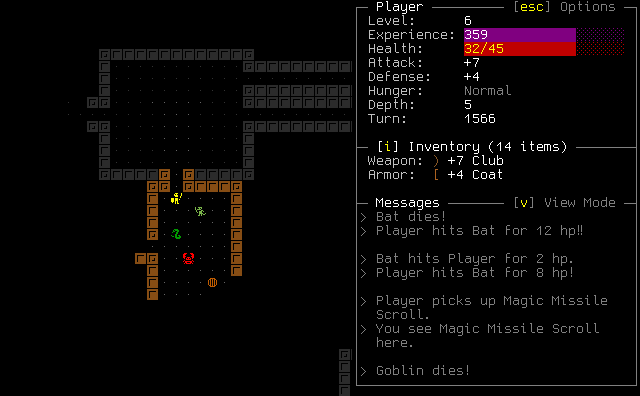 Player [esc] Options
Level: 6
Experience: 359
Health: 32/45
Attack: +7
Defense: +4
Hunger: Normal
Depth: 5
Turn: 1566
[i] Inventory (14 items)
Weapon: ) +7 Club
Armor: [ +4 Coat
Messages [v] View Mode
> Bat dies!
> Player hits Bat for 12 hp!!
> Bat hits Player for 2 hp.
> Player hits Bat for 8 hp!
> Player picks up Magic Missile
Scroll.
> You see Magic Missile Scroll
here.
> Goblin dies!